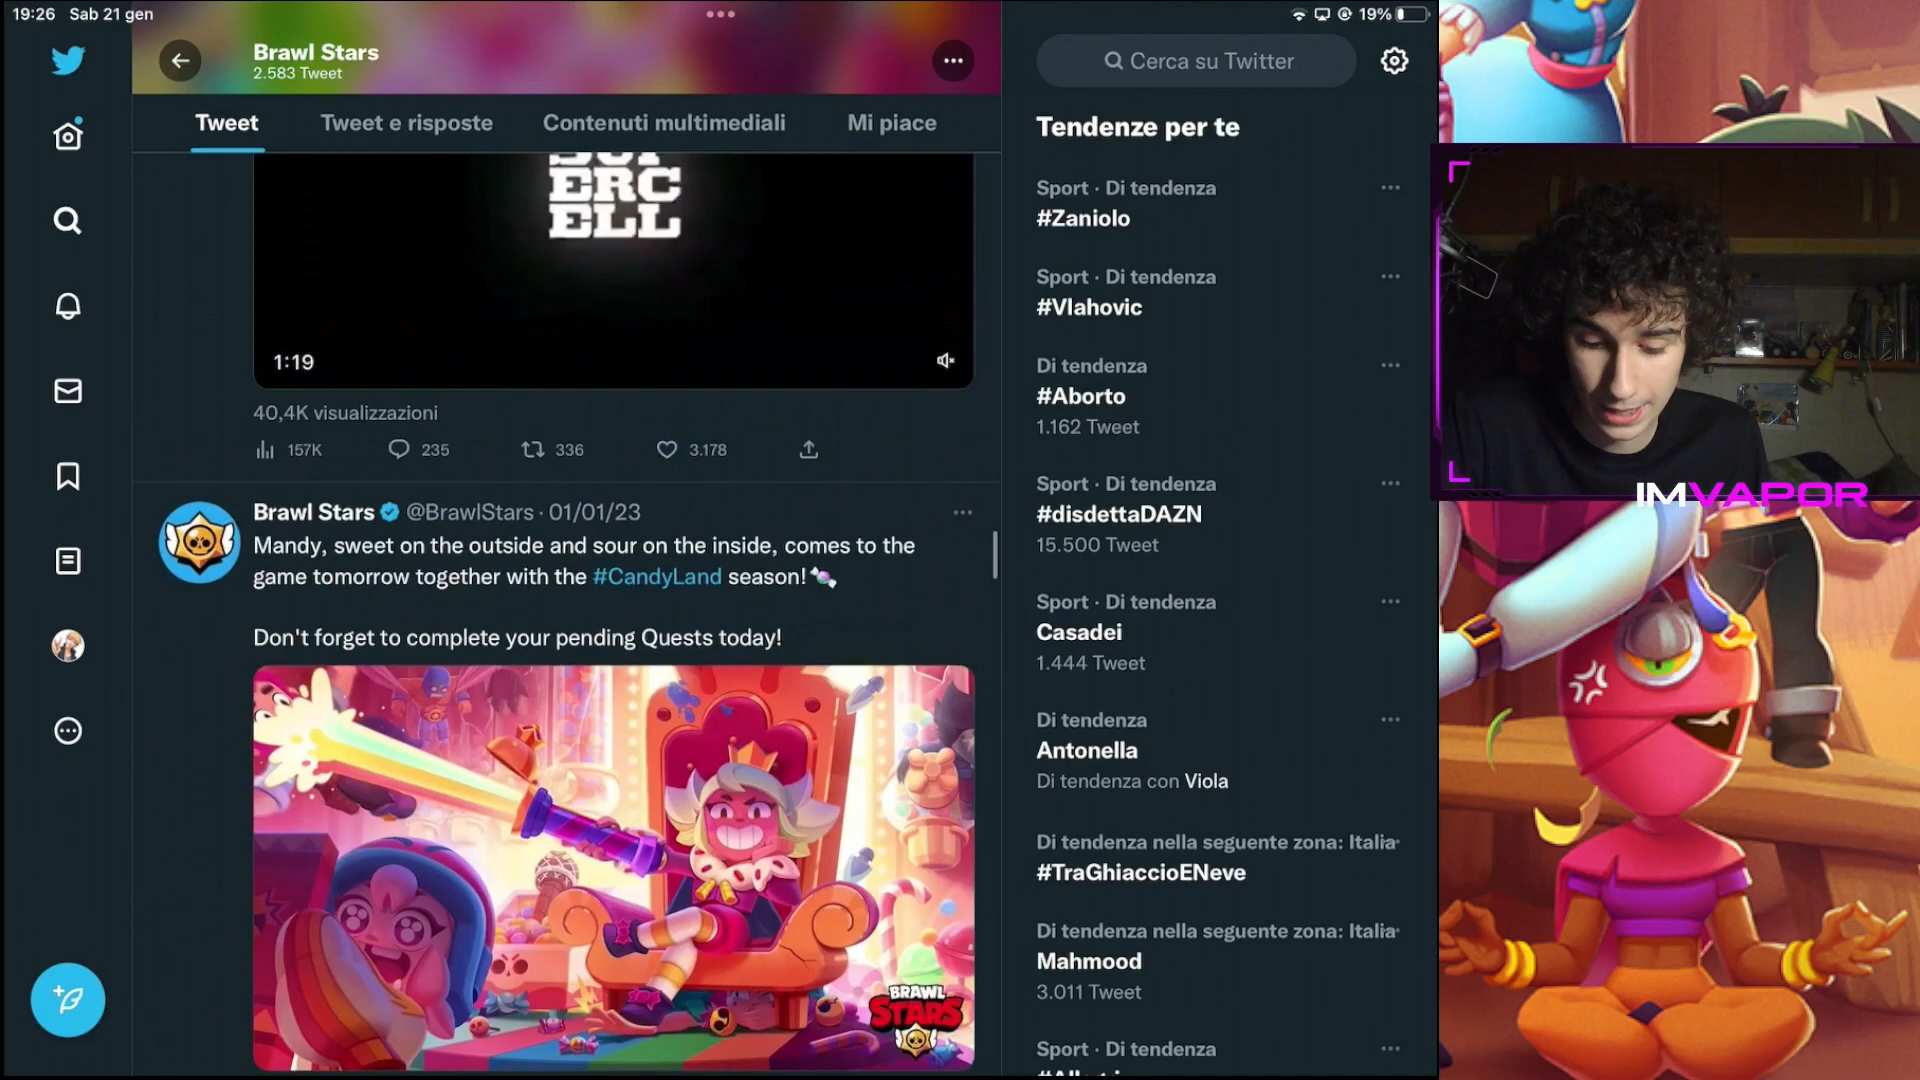 19:26 Sab 21 gen
19%
Brawl Stars
2.583 Tweet
Tweet
Tweet e risposte
Contenuti multimediali
Mi piace
SUP
ERC
ELL
1:19
40,4K visualizzazioni
157K
235
336
3.178
Brawl Stars @BrawlStars · 01/01/23
Mandy, sweet on the outside and sour on the inside, comes to the
game tomorrow together with the #CandyLand season!
Don't forget to complete your pending Quests today!
BRAWL
STARS
Cerca su Twitter
Tendenze per te
Sport · Di tendenza
#Zaniolo
Sport · Di tendenza
#Vlahovic
Di tendenza
#Aborto
1.162 Tweet
Sport · Di tendenza
#disdettaDAZN
15.500 Tweet
Sport · Di tendenza
Casadei
1.444 Tweet
Di tendenza
Antonella
Di tendenza con Viola
Di tendenza nella seguente zona: Italia
#TraGhiaccioENeve
Di tendenza nella seguente zona: Italia
Mahmood
3.011 Tweet
Sport · Di tendenza
IMVAPOR